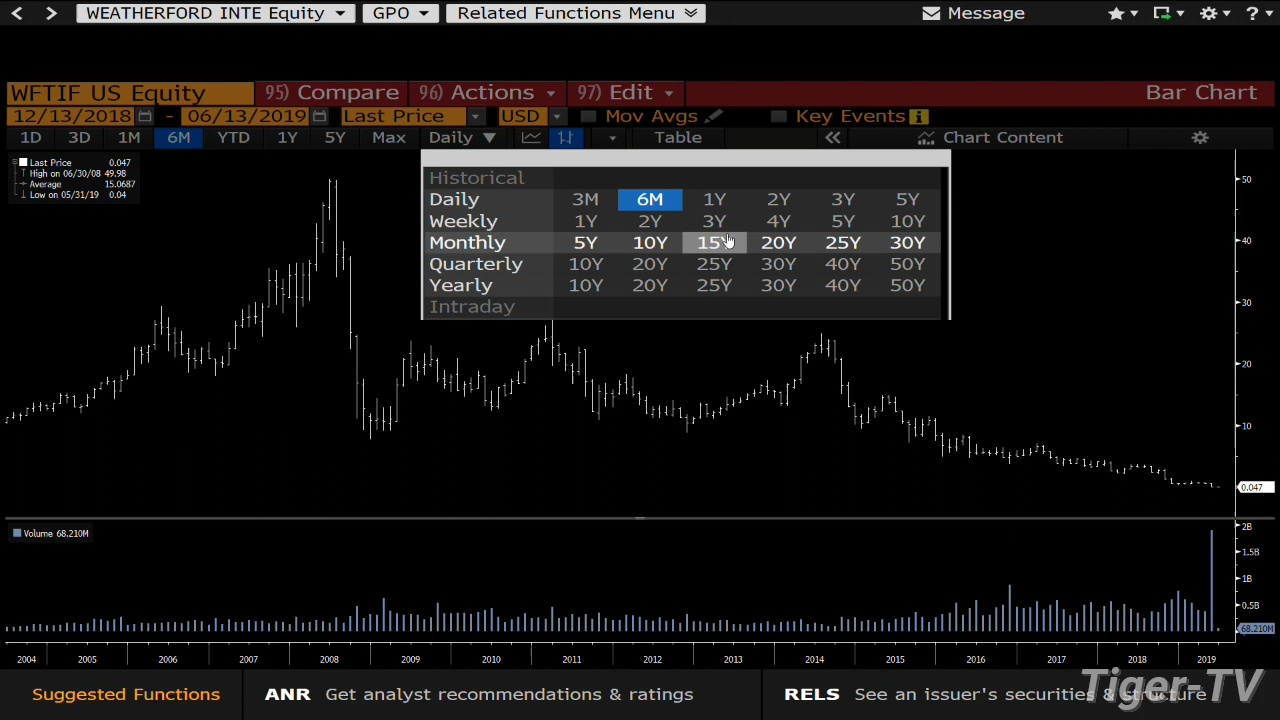 WEATHERFORD INTE Equity GPO Related Functions Menu Message ?
WFTIF US Equity 95) Compare 96) Actions 97) Edit Bar Chart
12/13/2018 - 06/13/2019 Last Price USD Mov Avgs Key Events
1D 3D 1M 6M YTD 1Y 5Y Max Daily Table Chart Content
Last Price 0.047
High on 06/30/08 49.98
Average 15.0687
Low on 05/31/19 0.04
Historical
Daily 3M 6M 1Y 2Y 3Y 5Y
Weekly 1Y 2Y 3Y 4Y 5Y 10Y
Monthly 5Y 10Y 15Y 20Y 25Y 30Y
Quarterly 10Y 20Y 25Y 30Y 40Y 50Y
Yearly 10Y 20Y 25Y 30Y 40Y 50Y
Intraday
50
40
30
20
10
0.047
Volume 68.210M
2B
1.5B
1B
0.5B
68.210M
2004 2005 2006 2007 2008 2009 2010 2011 2012 2013 2014 2015 2016 2017 2018 2019
Suggested Functions ANR Get analyst recommendations & ratings RELS See an issuer's securities & structure
Tiger-TV